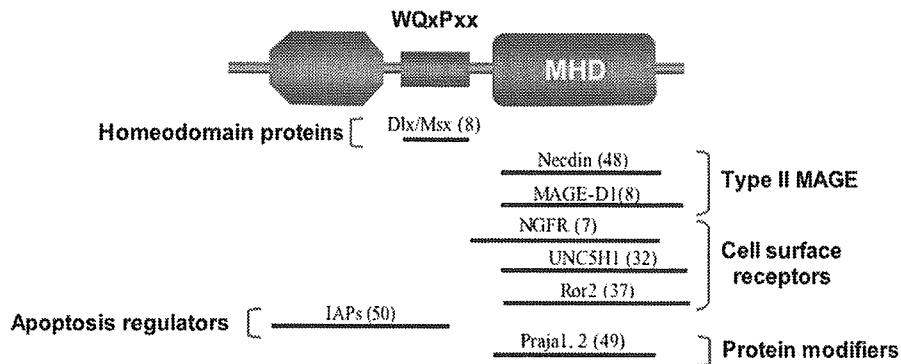 WQxPxx
MHD
Homeodomain proteins
Dlx/Msx (8)
Necdin (48)
MAGE-D1(8)
Type II MAGE
NGFR (7)
UNC5H1 (32)
Ror2 (37)
Cell surface
receptors
Apoptosis regulators
IAPs (50)
Praja1, 2 (49)
Protein modifiers